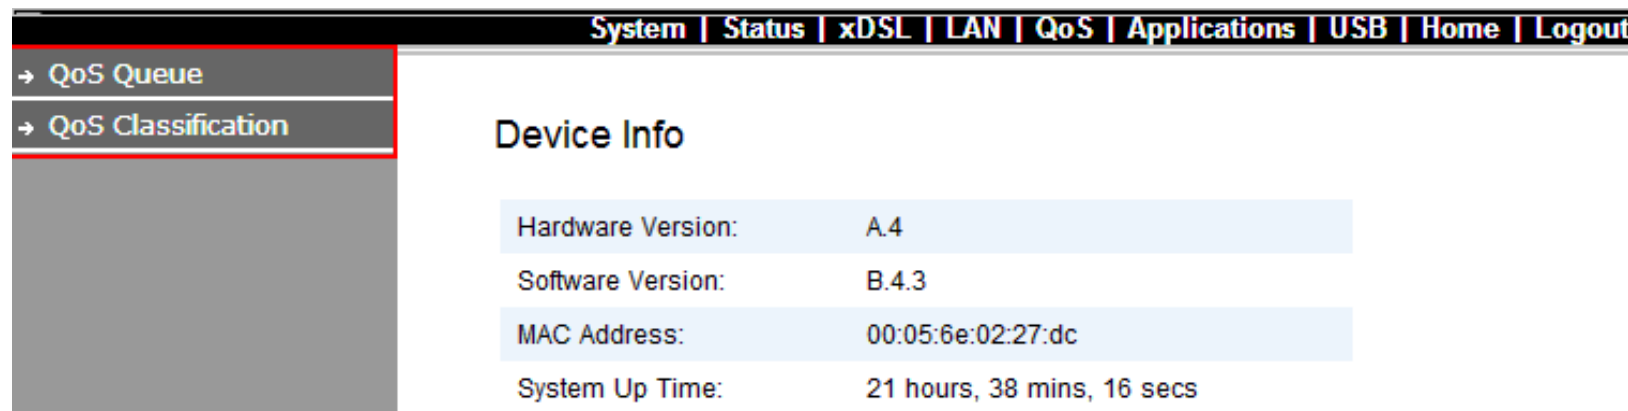 System | Status | xDSL | LAN | QoS | Applications | USB | Home | Logout
QoS Queue
QoS Classification
Device Info
Hardware Version: A.4
Software Version: B.4.3
MAC Address: 00:05:6e:02:27:dc
System Up Time: 21 hours, 38 mins, 16 secs